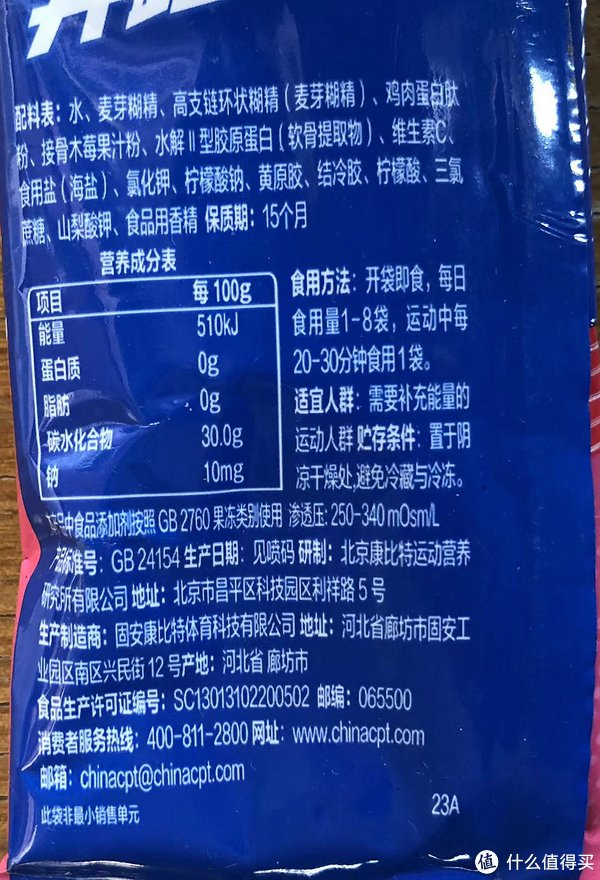 配料表：水、麦芽糊精、高支链环状糊精（麦芽糊精）、鸡肉蛋白肽
粉、接骨木莓果汁粉、水解Ⅱ型胶原蛋白（软骨提取物）、维生素C、
食用盐（海盐）、氯化钾、柠檬酸钠、黄原胶、结冷胶、柠檬酸、三氯
蔗糖、山梨酸钾、食品用香精 保质期：15个月
营养成分表
项目 每100g
能量 510kJ
蛋白质 0g
脂肪 0g
碳水化合物 30.0g
钠 10mg
食用方法：开袋即食，每日
食用量1-8袋，运动中每
20-30分钟食用1袋。
适宜人群：需要补充能量的
运动人群 贮存条件：置于阴
凉干燥处,避免冷藏与冷冻。
产品中食品添加剂按照 GB 2760 果冻类别使用 渗透压: 250-340 mOsm/L
产品标准号：GB 24154 生产日期：见喷码 研制：北京康比特运动营养
研究所有限公司 地址：北京市昌平区科技园区利祥路 5 号
生产制造商：固安康比特体育科技有限公司 地址：河北省廊坊市固安工
业园区南区兴民街 12 号 产地：河北省 廊坊市
食品生产许可证编号：SC13013102200502 邮编：065500
消费者服务热线：400-811-2800 网址：www.chinacpt.com
邮箱：chinacpt@chinacpt.com
此袋非最小销售单元
23A
值 什么值得买